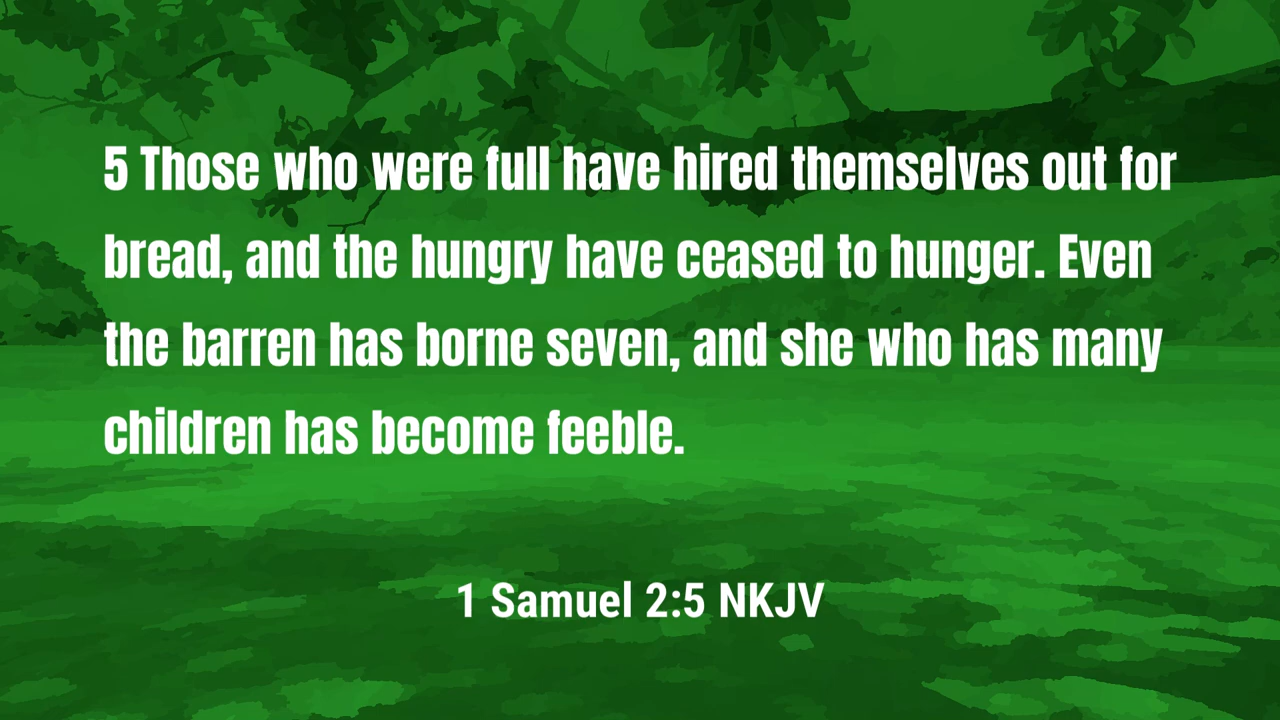 5 Those who were full have hired themselves out for
bread, and the hungry have ceased to hunger. Even
the barren has borne seven, and she who has many
children has become feeble.
1 Samuel 2:5 NKJV